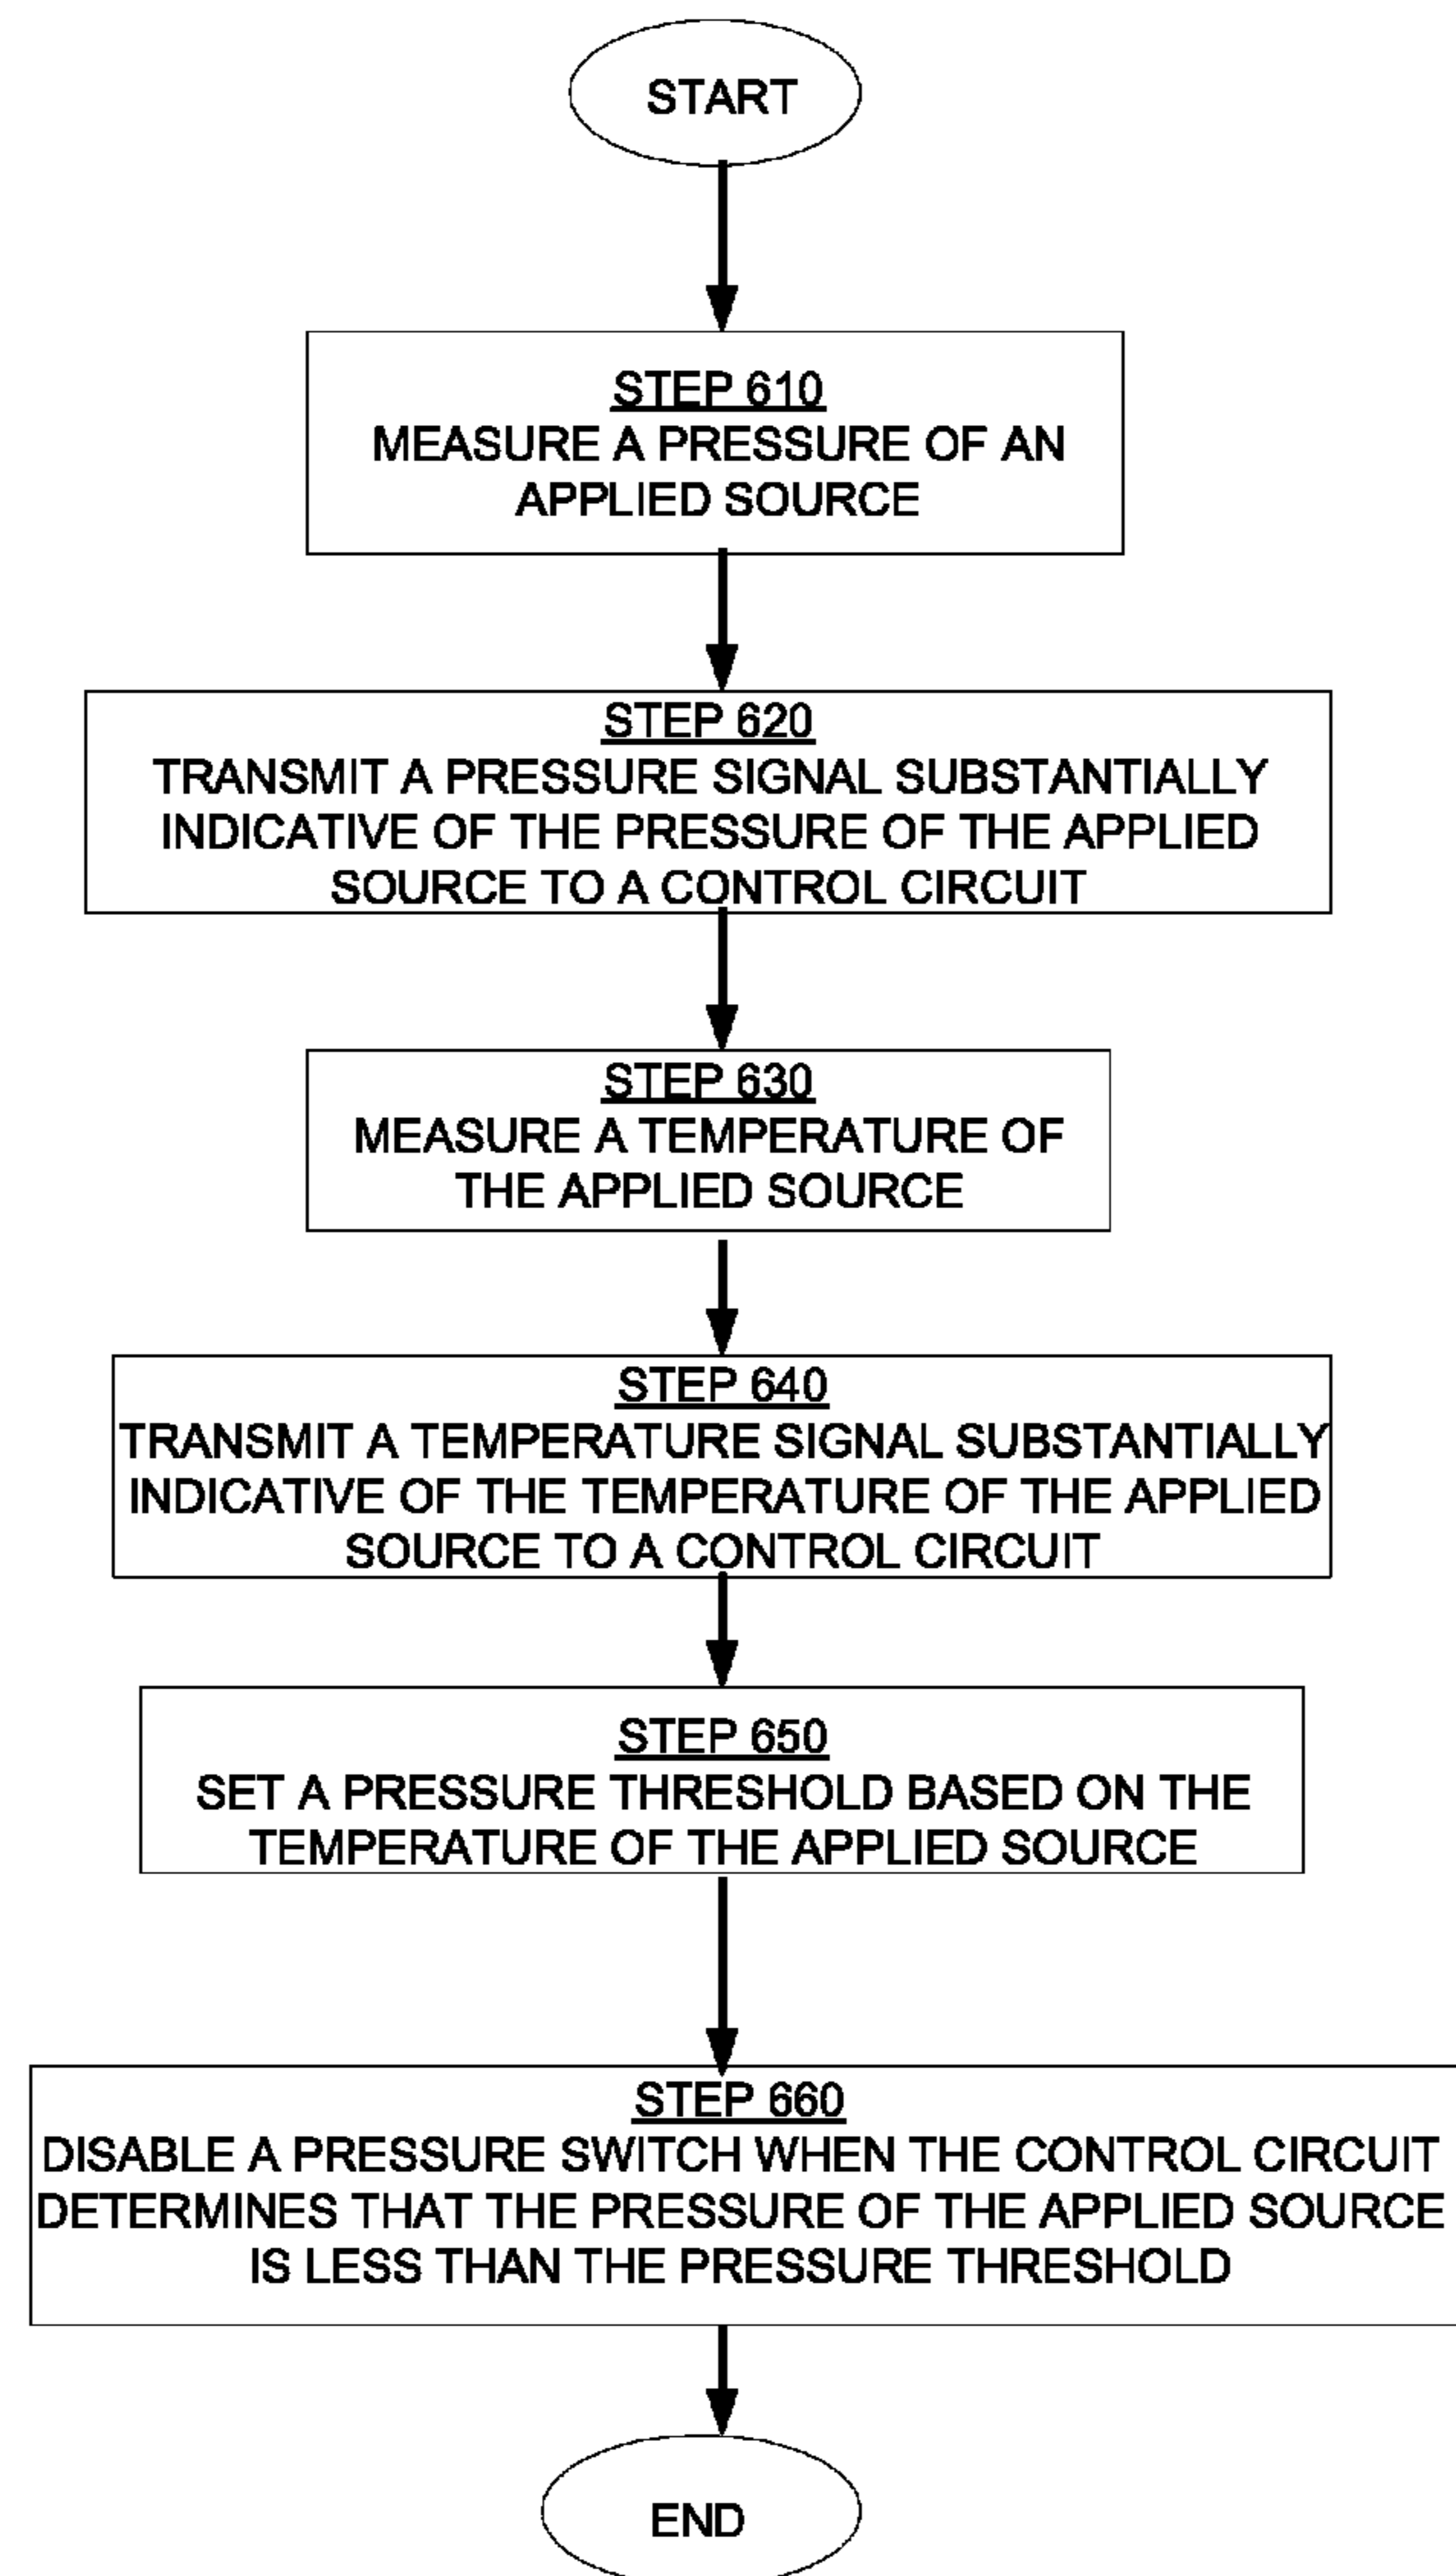 START
STEP 610
MEASURE A PRESSURE OF AN
APPLIED SOURCE
STEP 620
TRANSMIT A PRESSURE SIGNAL SUBSTANTIALLY
INDICATIVE OF THE PRESSURE OF THE APPLIED
SOURCE TO A CONTROL CIRCUIT
STEP 630
MEASURE A TEMPERATURE OF
THE APPLIED SOURCE
STEP 640
TRANSMIT A TEMPERATURE SIGNAL SUBSTANTIALLY
INDICATIVE OF THE TEMPERATURE OF THE APPLIED
SOURCE TO A CONTROL CIRCUIT
STEP 650
SET A PRESSURE THRESHOLD BASED ON THE
TEMPERATURE OF THE APPLIED SOURCE
STEP 660
DISABLE A PRESSURE SWITCH WHEN THE CONTROL CIRCUIT
DETERMINES THAT THE PRESSURE OF THE APPLIED SOURCE
IS LESS THAN THE PRESSURE THRESHOLD
END